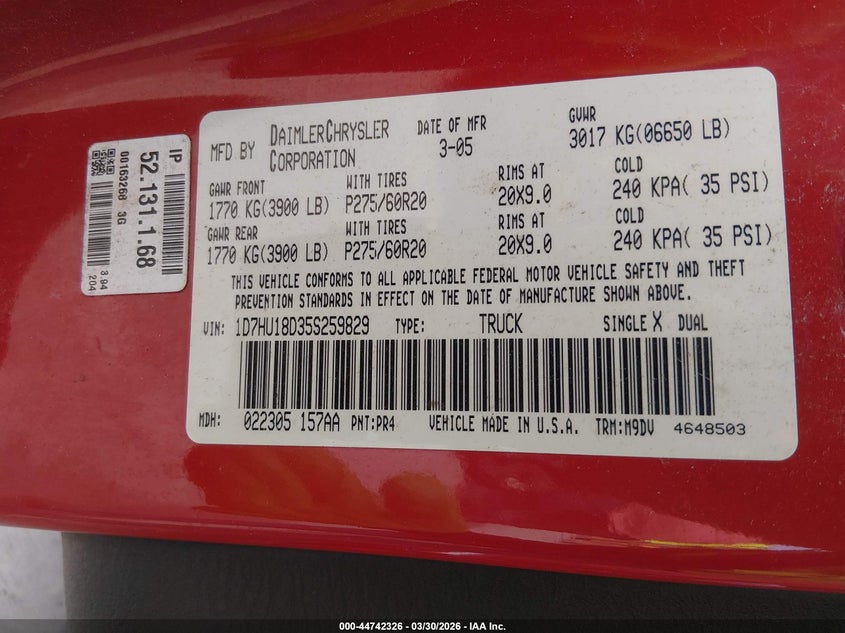 MFD BY DAIMLERCHRYSLER CORPORATION
DATE OF MFR 3-05
GVWR 3017 KG(06650 LB)
GAWR FRONT WITH TIRES RIMS AT COLD
1770 KG(3900 LB) P275/60R20 20X9.0 240 KPA( 35 PSI)
GAWR REAR WITH TIRES RIMS AT COLD
1770 KG(3900 LB) P275/60R20 20X9.0 240 KPA( 35 PSI)
THIS VEHICLE CONFORMS TO ALL APPLICABLE FEDERAL MOTOR VEHICLE SAFETY AND THEFT
PREVENTION STANDARDS IN EFFECT ON THE DATE OF MANUFACTURE SHOWN ABOVE.
VIN: 1D7HU18D35S259829 TYPE: TRUCK SINGLE X DUAL
MDH: 022305 157AA PNT:PR4 VEHICLE MADE IN U.S.A. TRM:M9DV 4648503
IP
52.131.1.68
00163268 3G
8.94
204
000-44742326 - 03/30/2026 - IAA Inc.